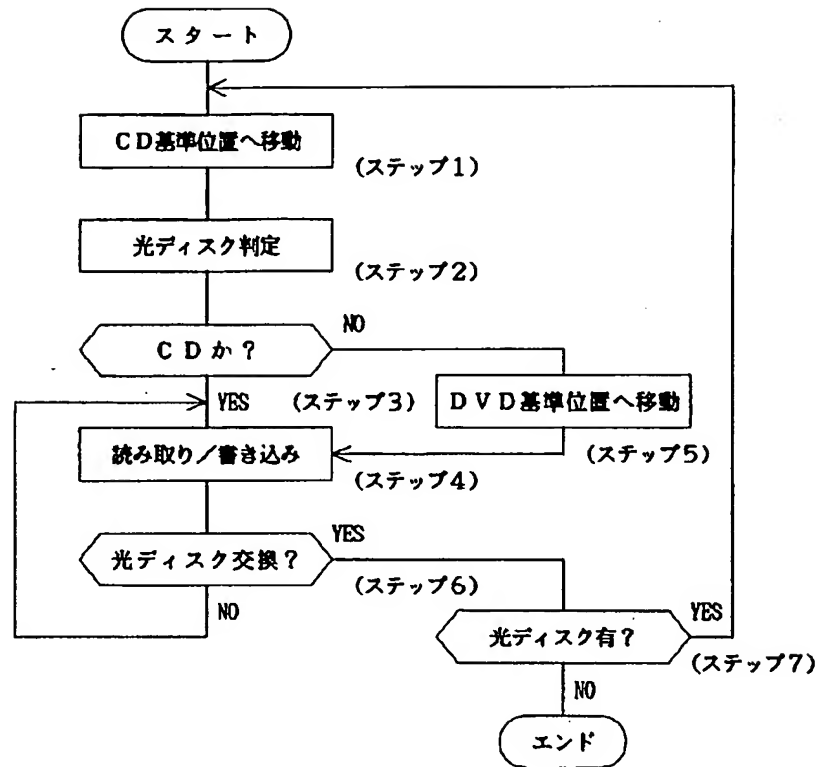 スタート
CD基準位置へ移動
(ステップ1)
光ディスク判定
(ステップ2)
CDか?
NO
YES
(ステップ3)
DVD基準位置へ移動
(ステップ5)
読み取り/書き込み
(ステップ4)
光ディスク交換?
YES
(ステップ6)
NO
光ディスク有?
YES
(ステップ7)
NO
エンド